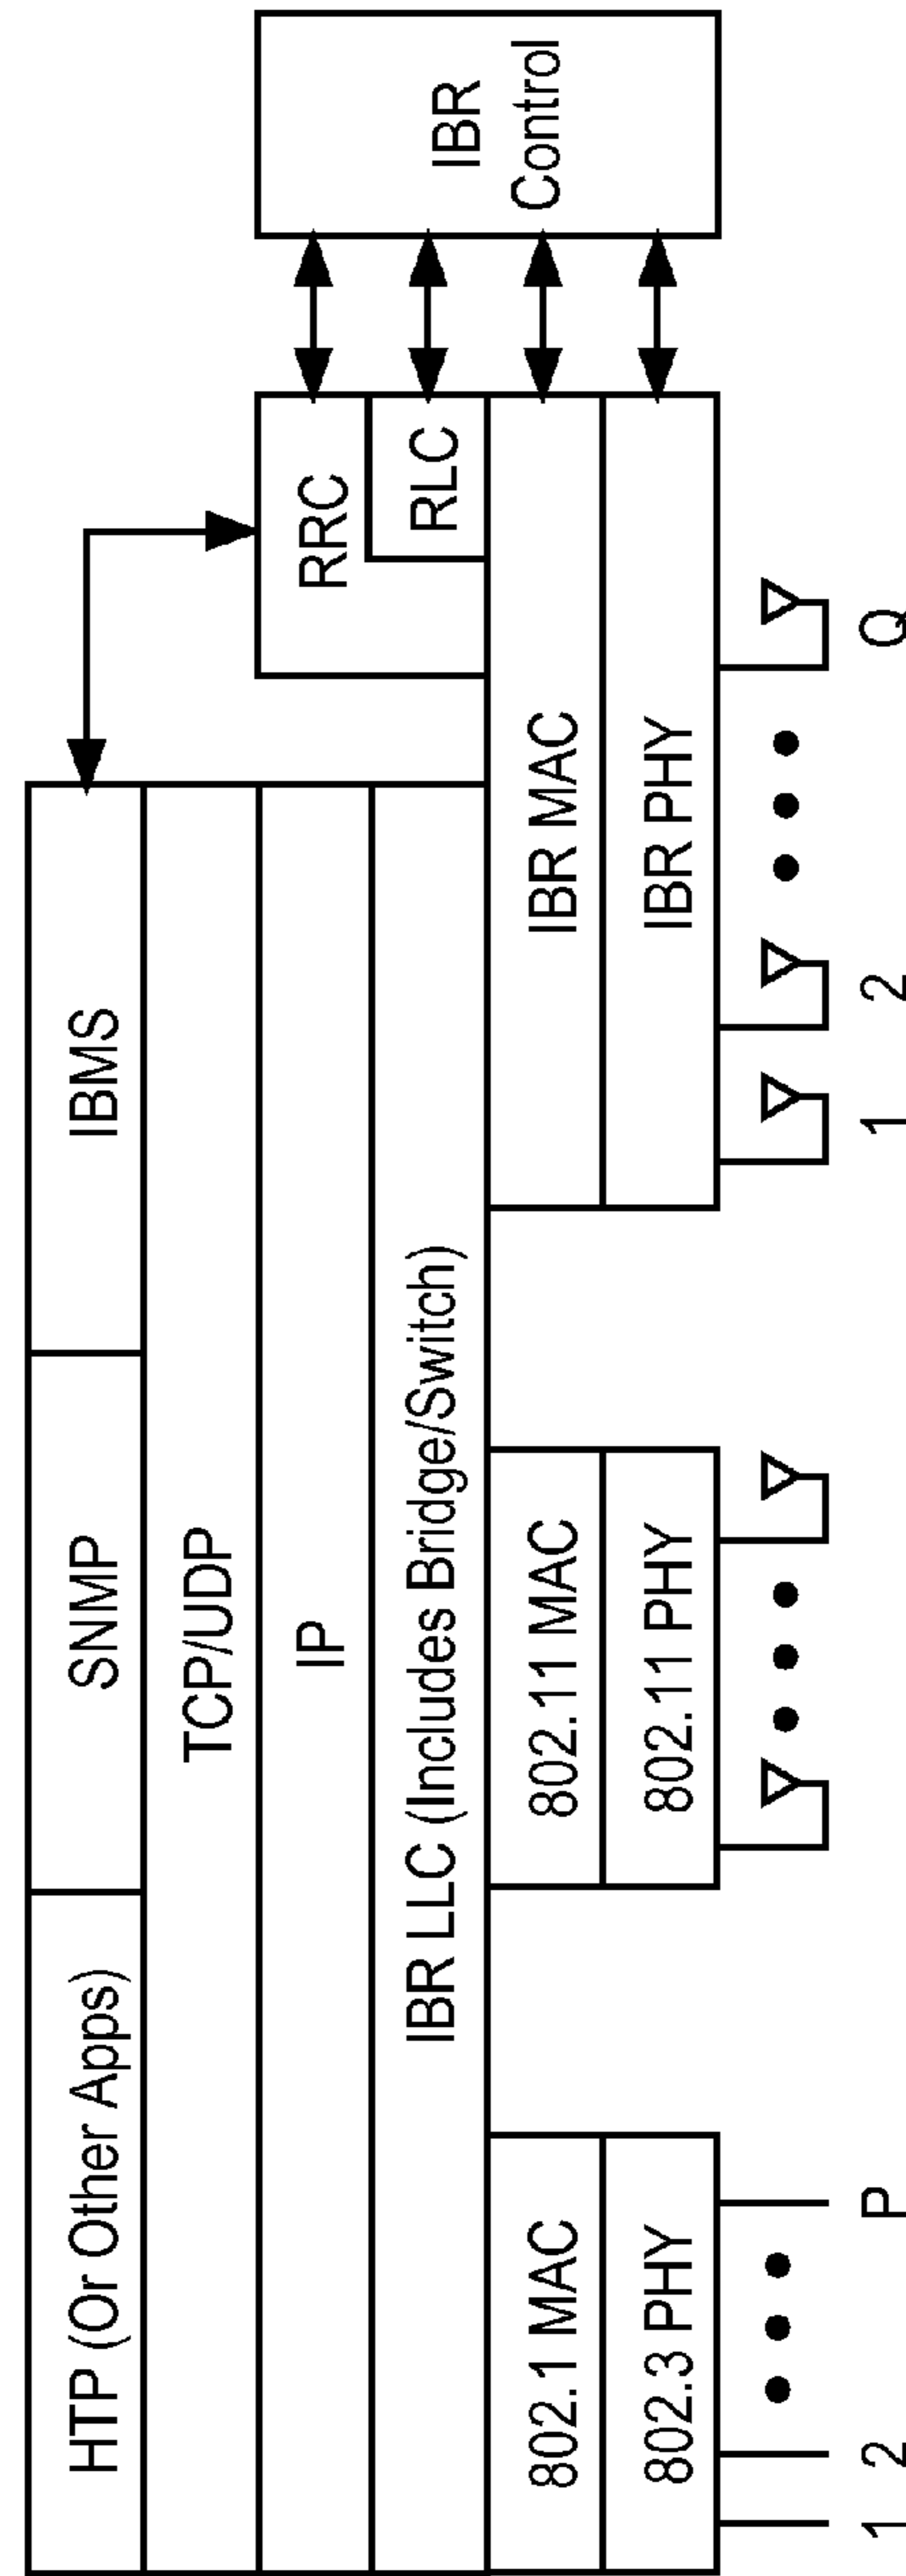 HTP (Or Other Apps)
SNMP
IBMS
TCP/UDP
IP
IBR LLC (Includes Bridge/Switch)
RRC
RLC
IBR
Control
802.1 MAC
802.11 MAC
IBR MAC
802.3 PHY
802.11 PHY
IBR PHY
1 2 P
1 2 Q